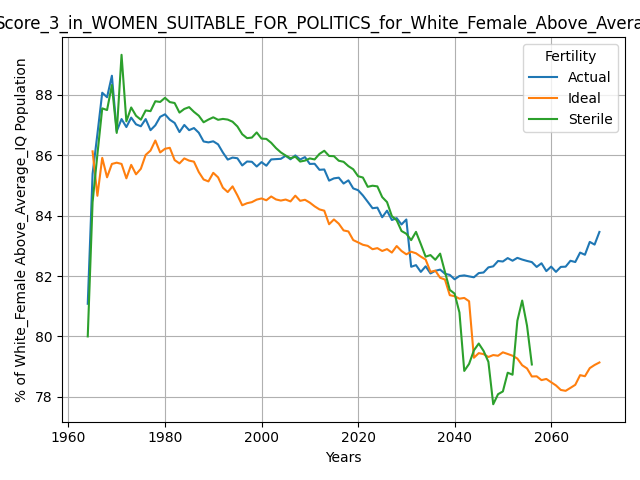 Score_3_in_WOMEN_SUITABLE_FOR_POLITICS_for_White_Female_Above_Avera
Fertility
Actual
Ideal
Sterile
% of White_Female Above_Average_IQ Population
88
86
84
82
80
78
1960
1980
2000
2020
2040
2060
Years